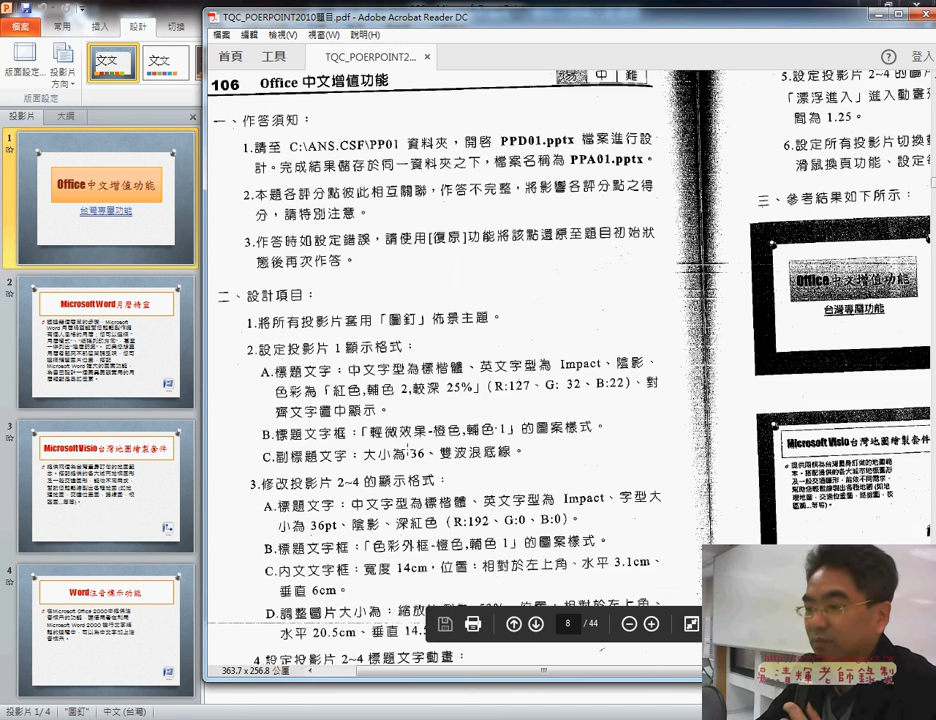 TQC_POERPOINT2010題目.pdf - Adobe Acrobat Reader DC
檔案 常用 插入 設計 切換
檔案 編輯 檢視(V) 視窗(W) 說明(H)
首頁 工具 TQC_POERPOINT2... × 登入
版面設定... 投影片方向
版面設定
文文 文文
投影片 大綱
106 Office 中文增值功能
易 中 難
一、作答須知：
1.請至 C:\ANS.CSF\PP01 資料夾，開啓 PPD01.pptx 檔案進行設
計。完成結果儲存於同一資料夾之下，檔案名稱為 PPA01.pptx。
2.本題各評分點彼此相互關聯，作答不完整，將影響各評分點之得
分，請特別注意。
3.作答時如設定錯誤，請使用[復原]功能將該點還原至題目初始狀
態後再次作答。
二、設計項目：
1.將所有投影片套用「圖釘」佈景主題。
2.設定投影片 1 顯示格式：
A.標題文字：中文字型為標楷體、英文字型為 Impact、陰影、
色彩為「紅色,輔色 2,較深 25%」(R:127、G: 32、B:22)、對
齊文字置中顯示。
B.標題文字框：「輕微效果-橙色,輔色 1」的圖案樣式。
C.副標題文字：大小為 36、雙波浪底線。
3.修改投影片 2~4 的顯示格式：
A.標題文字：中文字型為標楷體、英文字型為 Impact、字型大
小為 36pt、陰影、深紅色 (R:192、G:0、B:0)。
B.標題文字框：「色彩外框-橙色,輔色 1」的圖案樣式。
C.內文文字框：寬度 14cm，位置：相對於左上角、水平 3.1cm、
垂直 6cm。
D.調整圖片大小為：縮放
水平 20.5cm、垂直 14.5
4.設定投影片 2~4 標題文字動畫：
5.設定投影片 2~4 的圖
「漂浮進入」進入動畫
間為 1.25。
6.設定所有投影片切換
滑鼠換頁功能、設定
三、參考結果如下所示：
Office中文增值功能
台灣專屬功能
Microsoft Visio 台灣地圖繪製套件
1
Office中文增值功能
台灣專屬功能
2
Microsoft Word 月曆精靈
3
Microsoft Visio 台灣地圖繪製套件
4
Word 注音標示功能
8 / 44
363.7 x 256.8 公釐
吳清輝老師錄製
投影片 1/4 "圖釘" 中文 (台灣)